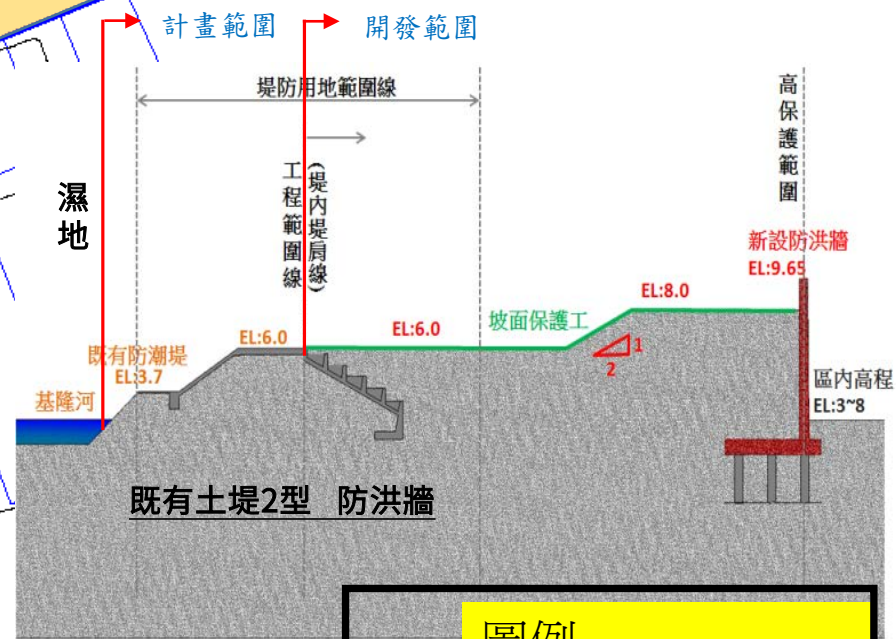 計畫範圍
開發範圍
堤防用地範圍線
高保護範圍
濕地
工程範圍線
(堤內堤肩線)
新設防洪牆
EL:9.65
EL:8.0
坡面保護工
EL:6.0
EL:6.0
既有防潮堤
EL:3.7
1
2
區內高程
EL:3~8
基隆河
既有土堤2型 防洪牆
圖例